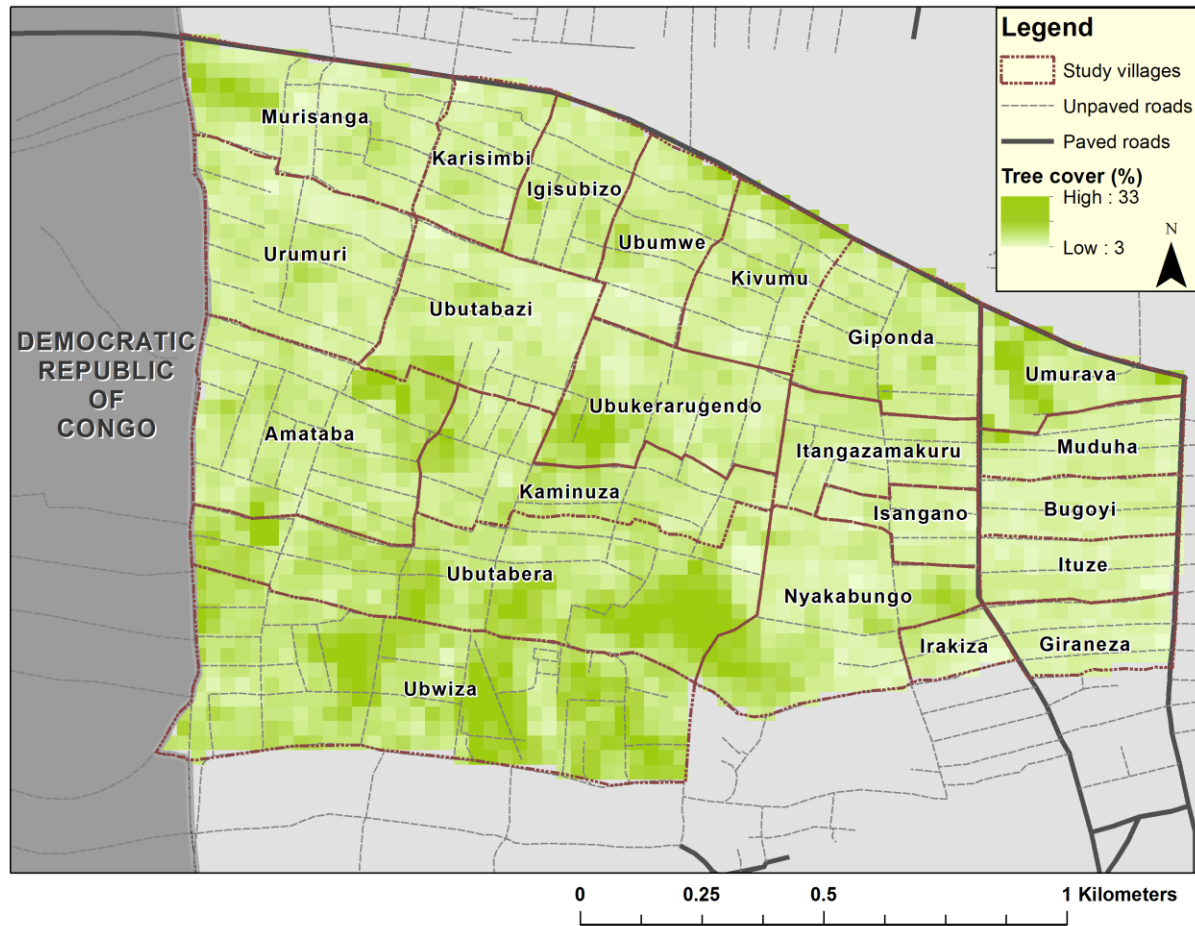 Legend
Study villages
Unpaved roads
Paved roads
Tree cover (%)
High : 33
Low : 3
N
Murisanga
Karisimbi
Igisubizo
Urumuri
Ubumwe
Kivumu
Ubutabazi
Giponda
DEMOCRATIC
REPUBLIC
OF
CONGO
Umurava
Ubukerarugendo
Amataba
Itangazamakuru
Muduha
Kaminuza
Isangano
Bugoyi
Ubutabera
Ituze
Nyakabungo
Irakiza
Giraneza
Ubwiza
0 0.25 0.5 1 Kilometers